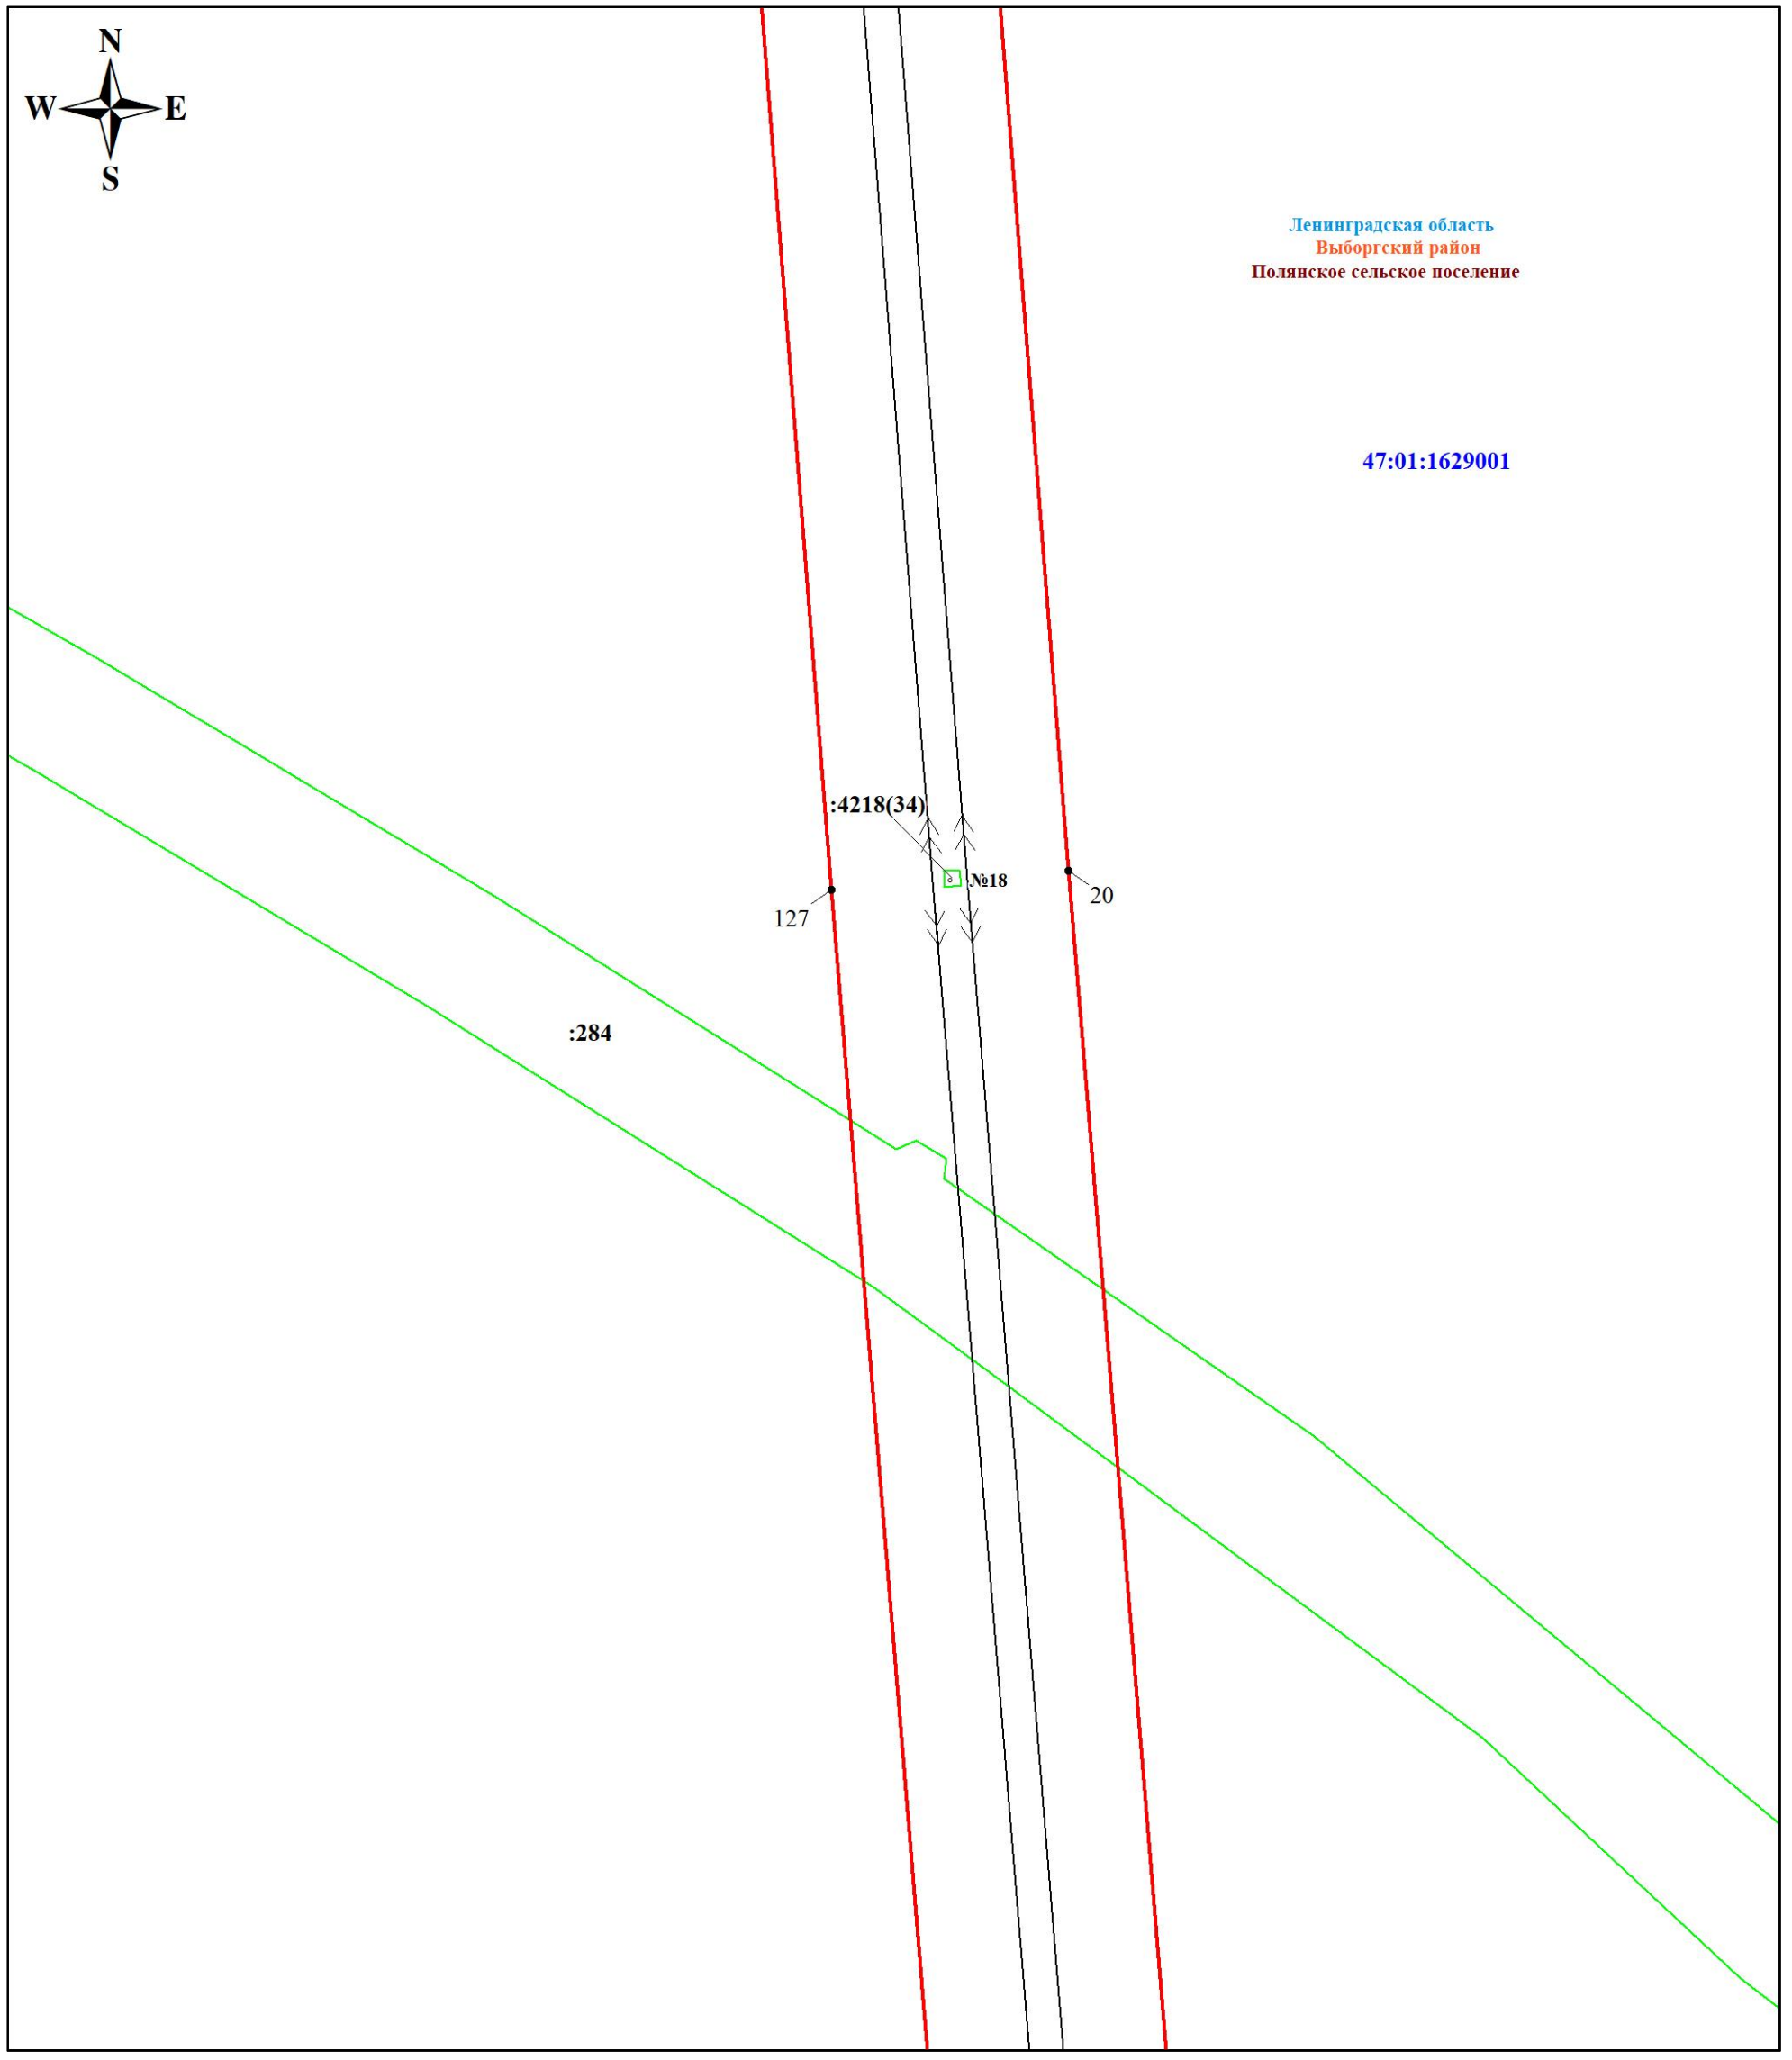 N
W E
S
Ленинградская область
Выборгский район
Полянское сельское поселение
47:01:1629001
:4218(34)
№18
20
127
:284